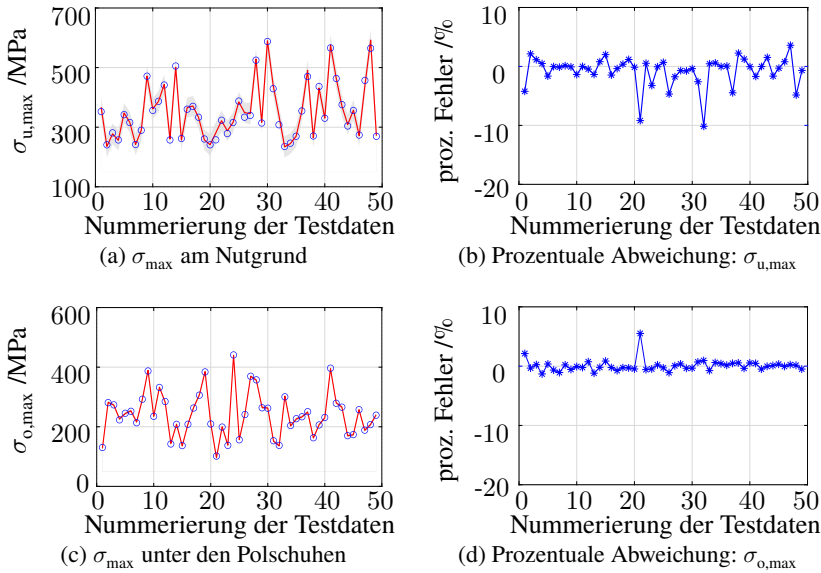 700
500
300
100
σu,max /MPa
0 10 20 30 40 50
Nummerierung der Testdaten
(a) σmax am Nutgrund
10
0
-10
-20
proz. Fehler /%
0 10 20 30 40 50
Nummerierung der Testdaten
(b) Prozentuale Abweichung: σu,max
600
400
200
0
σo,max /MPa
0 10 20 30 40 50
Nummerierung der Testdaten
(c) σmax unter den Polschuhen
10
0
-10
-20
proz. Fehler /%
0 10 20 30 40 50
Nummerierung der Testdaten
(d) Prozentuale Abweichung: σo,max